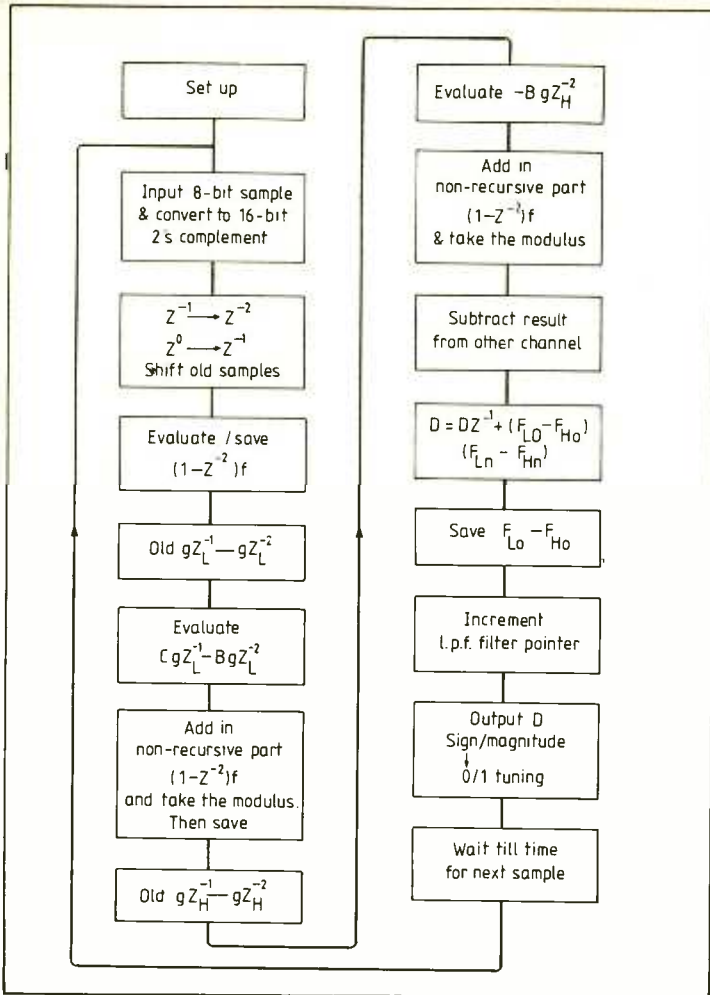 Set up
Input 8-bit sample
& convert to 16-bit
2's complement
Z⁻¹ → Z⁻²
Z⁰ → Z⁻¹
Shift old samples
Evaluate / save
(1−Z⁻²)f
Old gZ_L⁻¹ — gZ_L⁻²
Evaluate
CgZ_L⁻¹−BgZ_L⁻²
Add in
non-recursive part
(1−Z⁻²)f
and take the modulus.
Then save
Old gZ_H⁻¹ — gZ_H⁻²
Evaluate −B gZ_H⁻²
Add in
non-recursive part
(1−Z⁻²)f
& take the modulus
Subtract result
from other channel
D = DZ⁻¹ + (F_LO − F_Ho)
(F_Ln − F_Hn)
Save F_Lo − F_Ho
Increment
l.p.f. filter pointer
Output D
Sign/magnitude
↓
0/1 tuning
Wait till time
for next sample